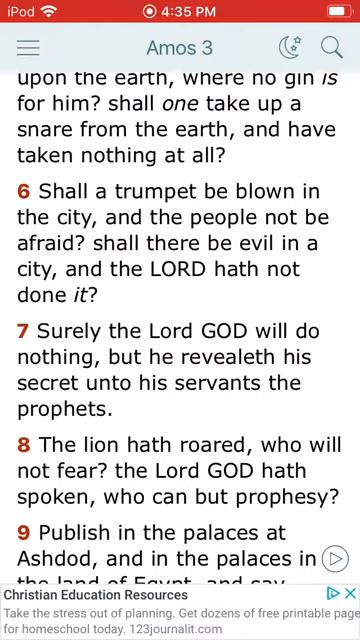 iPod 4:35 PM
Amos 3
upon the earth, where no gin is
for him? shall one take up a
snare from the earth, and have
taken nothing at all?
6 Shall a trumpet be blown in
the city, and the people not be
afraid? shall there be evil in a
city, and the LORD hath not
done it?
7 Surely the Lord GOD will do
nothing, but he revealeth his
secret unto his servants the
prophets.
8 The lion hath roared, who will
not fear? the Lord GOD hath
spoken, who can but prophesy?
9 Publish in the palaces at
Ashdod, and in the palaces in
the land of Egypt, and say,
Christian Education Resources
Take the stress out of planning. Get dozens of free printable page
for homeschool today. 123journalit.com